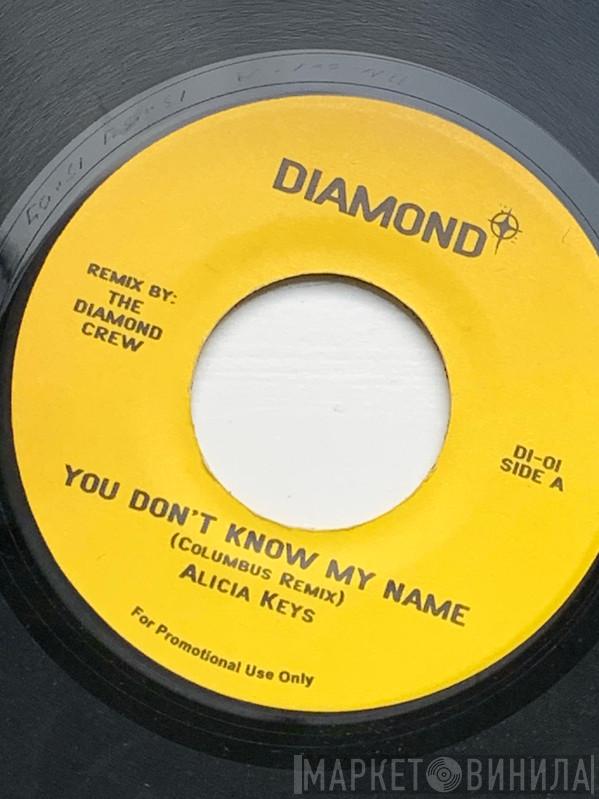 DIAMOND
REMIX BY:
THE
DIAMOND
CREW
DI-01
SIDE A
YOU DON'T KNOW MY NAME
(COLUMBUS REMIX)
ALICIA KEYS
For Promotional Use Only
МАРКЕТ ВИНИЛА